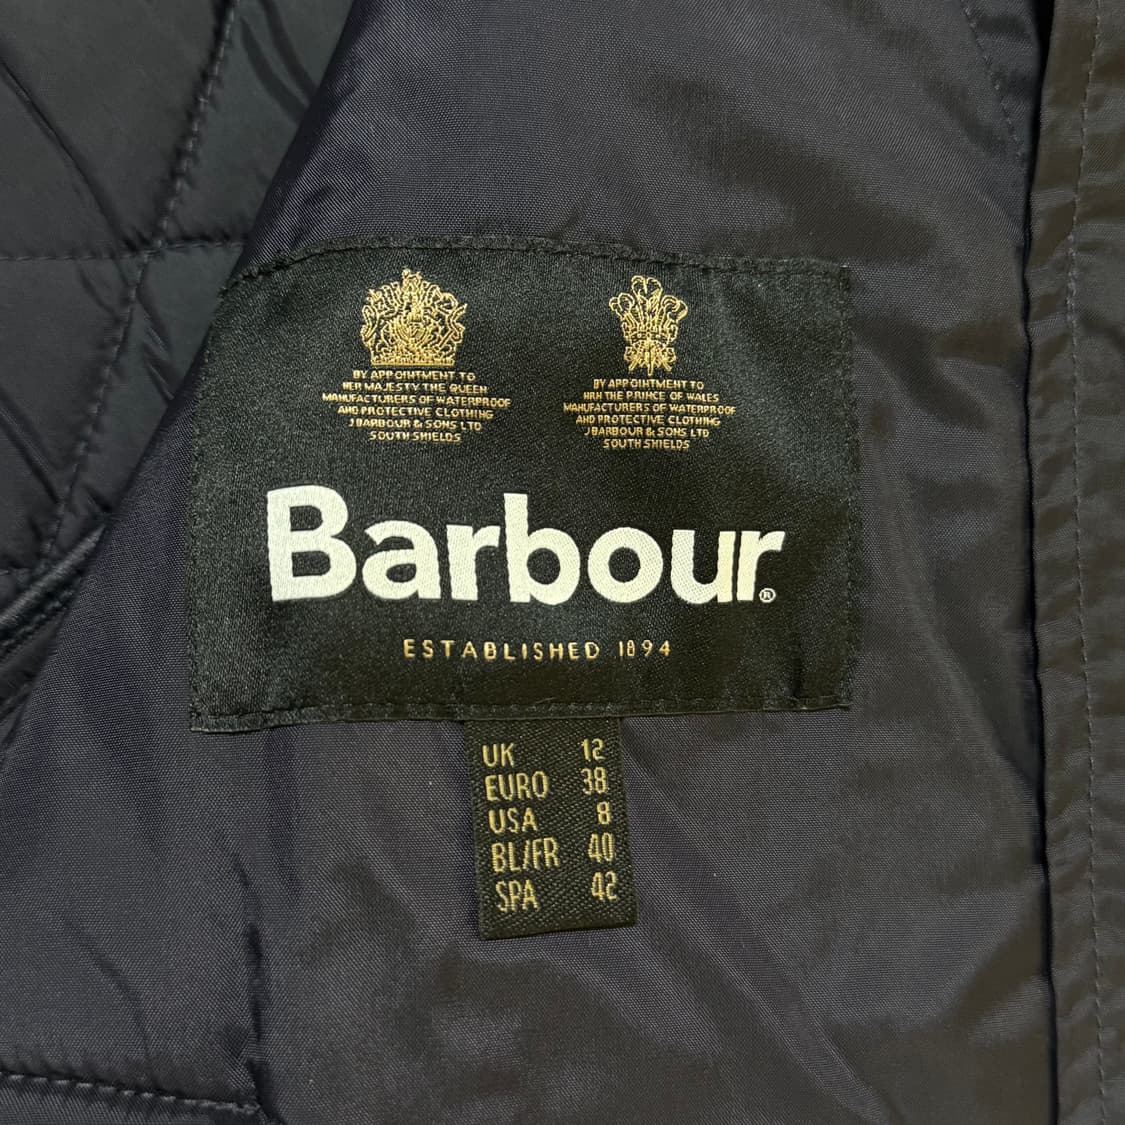 BY APPOINTMENT TO
HER MAJESTY THE QUEEN
MANUFACTURERS OF WATERPROOF
AND PROTECTIVE CLOTHING
J BARBOUR & SONS LTD
SOUTH SHIELDS
BY APPOINTMENT TO
HRH THE PRINCE OF WALES
MANUFACTURERS OF WATERPROOF
AND PROTECTIVE CLOTHING
J BARBOUR & SONS LTD
SOUTH SHIELDS
Barbour®
ESTABLISHED 1894
UK 12
EURO 38
USA 8
BL/FR 40
SPA 42